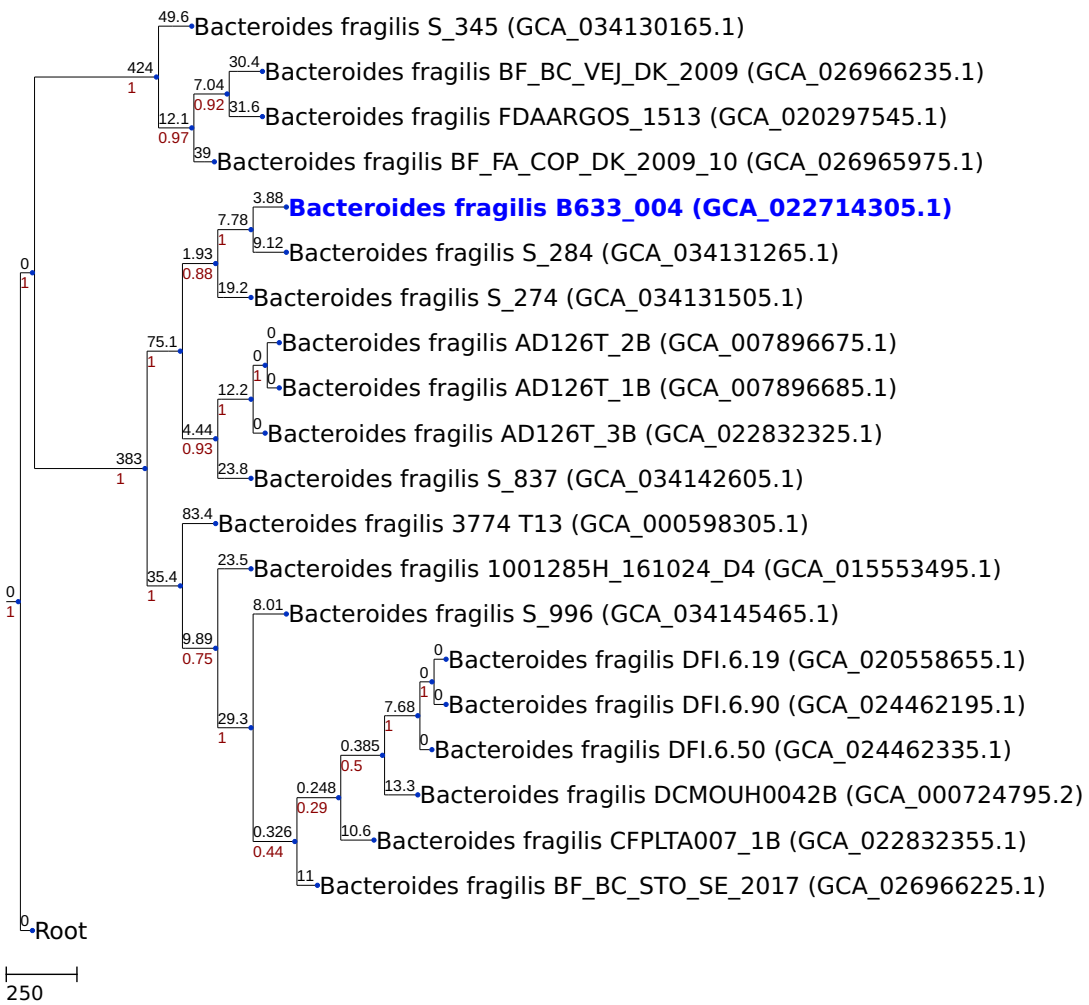 49.6 Bacteroides fragilis S_345 (GCA_034130165.1)
424
1
30.4 Bacteroides fragilis BF_BC_VEJ_DK_2009 (GCA_026966235.1)
7.04
0.92
31.6 Bacteroides fragilis FDAARGOS_1513 (GCA_020297545.1)
12.1
0.97
39 Bacteroides fragilis BF_FA_COP_DK_2009_10 (GCA_026965975.1)
3.88 Bacteroides fragilis B633_004 (GCA_022714305.1)
7.78
1
9.12 Bacteroides fragilis S_284 (GCA_034131265.1)
1.93
0.88
0
1
19.2 Bacteroides fragilis S_274 (GCA_034131505.1)
0 Bacteroides fragilis AD126T_2B (GCA_007896675.1)
75.1
1
0
1
0 Bacteroides fragilis AD126T_1B (GCA_007896685.1)
12.2
1
0 Bacteroides fragilis AD126T_3B (GCA_022832325.1)
4.44
0.93
383
1
23.8 Bacteroides fragilis S_837 (GCA_034142605.1)
83.4 Bacteroides fragilis 3774 T13 (GCA_000598305.1)
23.5 Bacteroides fragilis 1001285H_161024_D4 (GCA_015553495.1)
35.4
1
0
1
8.01 Bacteroides fragilis S_996 (GCA_034145465.1)
9.89
0.75
0 Bacteroides fragilis DFI.6.19 (GCA_020558655.1)
0
1
0 Bacteroides fragilis DFI.6.90 (GCA_024462195.1)
7.68
1
29.3
1
0 Bacteroides fragilis DFI.6.50 (GCA_024462335.1)
0.385
0.5
13.3 Bacteroides fragilis DCMOUH0042B (GCA_000724795.2)
0.248
0.29
10.6 Bacteroides fragilis CFPLTA007_1B (GCA_022832355.1)
0.326
0.44
11 Bacteroides fragilis BF_BC_STO_SE_2017 (GCA_026966225.1)
0 Root
250